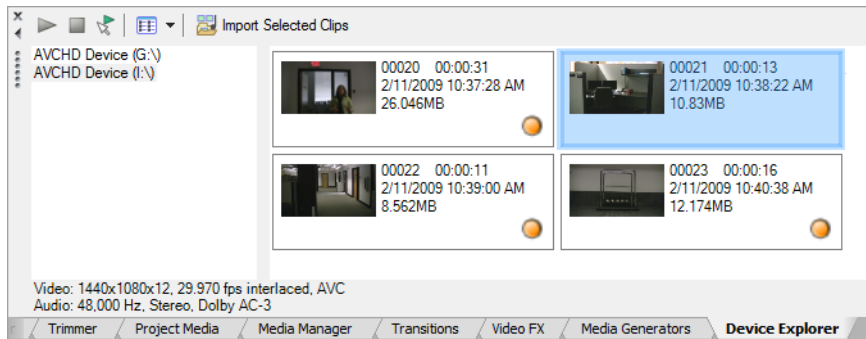 Import Selected Clips
AVCHD Device (G:\)
AVCHD Device (I:\)
00020 00:00:31
2/11/2009 10:37:28 AM
26.046MB
00021 00:00:13
2/11/2009 10:38:22 AM
10.83MB
00022 00:00:11
2/11/2009 10:39:00 AM
8.562MB
00023 00:00:16
2/11/2009 10:40:38 AM
12.174MB
Video: 1440x1080x12, 29.970 fps interlaced, AVC
Audio: 48,000 Hz, Stereo, Dolby AC-3
Trimmer Project Media Media Manager Transitions Video FX Media Generators Device Explorer